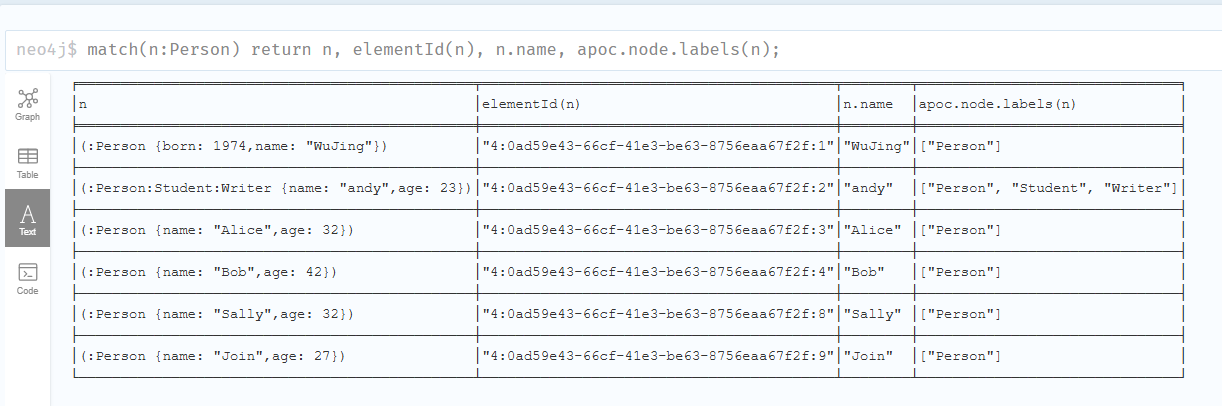 neo4j$ match(n:Person) return n, elementId(n), n.name, apoc.node.labels(n);
Graph
Table
A
Text
Code
n elementId(n) n.name apoc.node.labels(n)
(:Person {born: 1974,name: "WuJing"}) "4:0ad59e43-66cf-41e3-be63-8756eaa67f2f:1" "WuJing" ["Person"]
(:Person:Student:Writer {name: "andy",age: 23}) "4:0ad59e43-66cf-41e3-be63-8756eaa67f2f:2" "andy" ["Person", "Student", "Writer"]
(:Person {name: "Alice",age: 32}) "4:0ad59e43-66cf-41e3-be63-8756eaa67f2f:3" "Alice" ["Person"]
(:Person {name: "Bob",age: 42}) "4:0ad59e43-66cf-41e3-be63-8756eaa67f2f:4" "Bob" ["Person"]
(:Person {name: "Sally",age: 32}) "4:0ad59e43-66cf-41e3-be63-8756eaa67f2f:8" "Sally" ["Person"]
(:Person {name: "Join",age: 27}) "4:0ad59e43-66cf-41e3-be63-8756eaa67f2f:9" "Join" ["Person"]